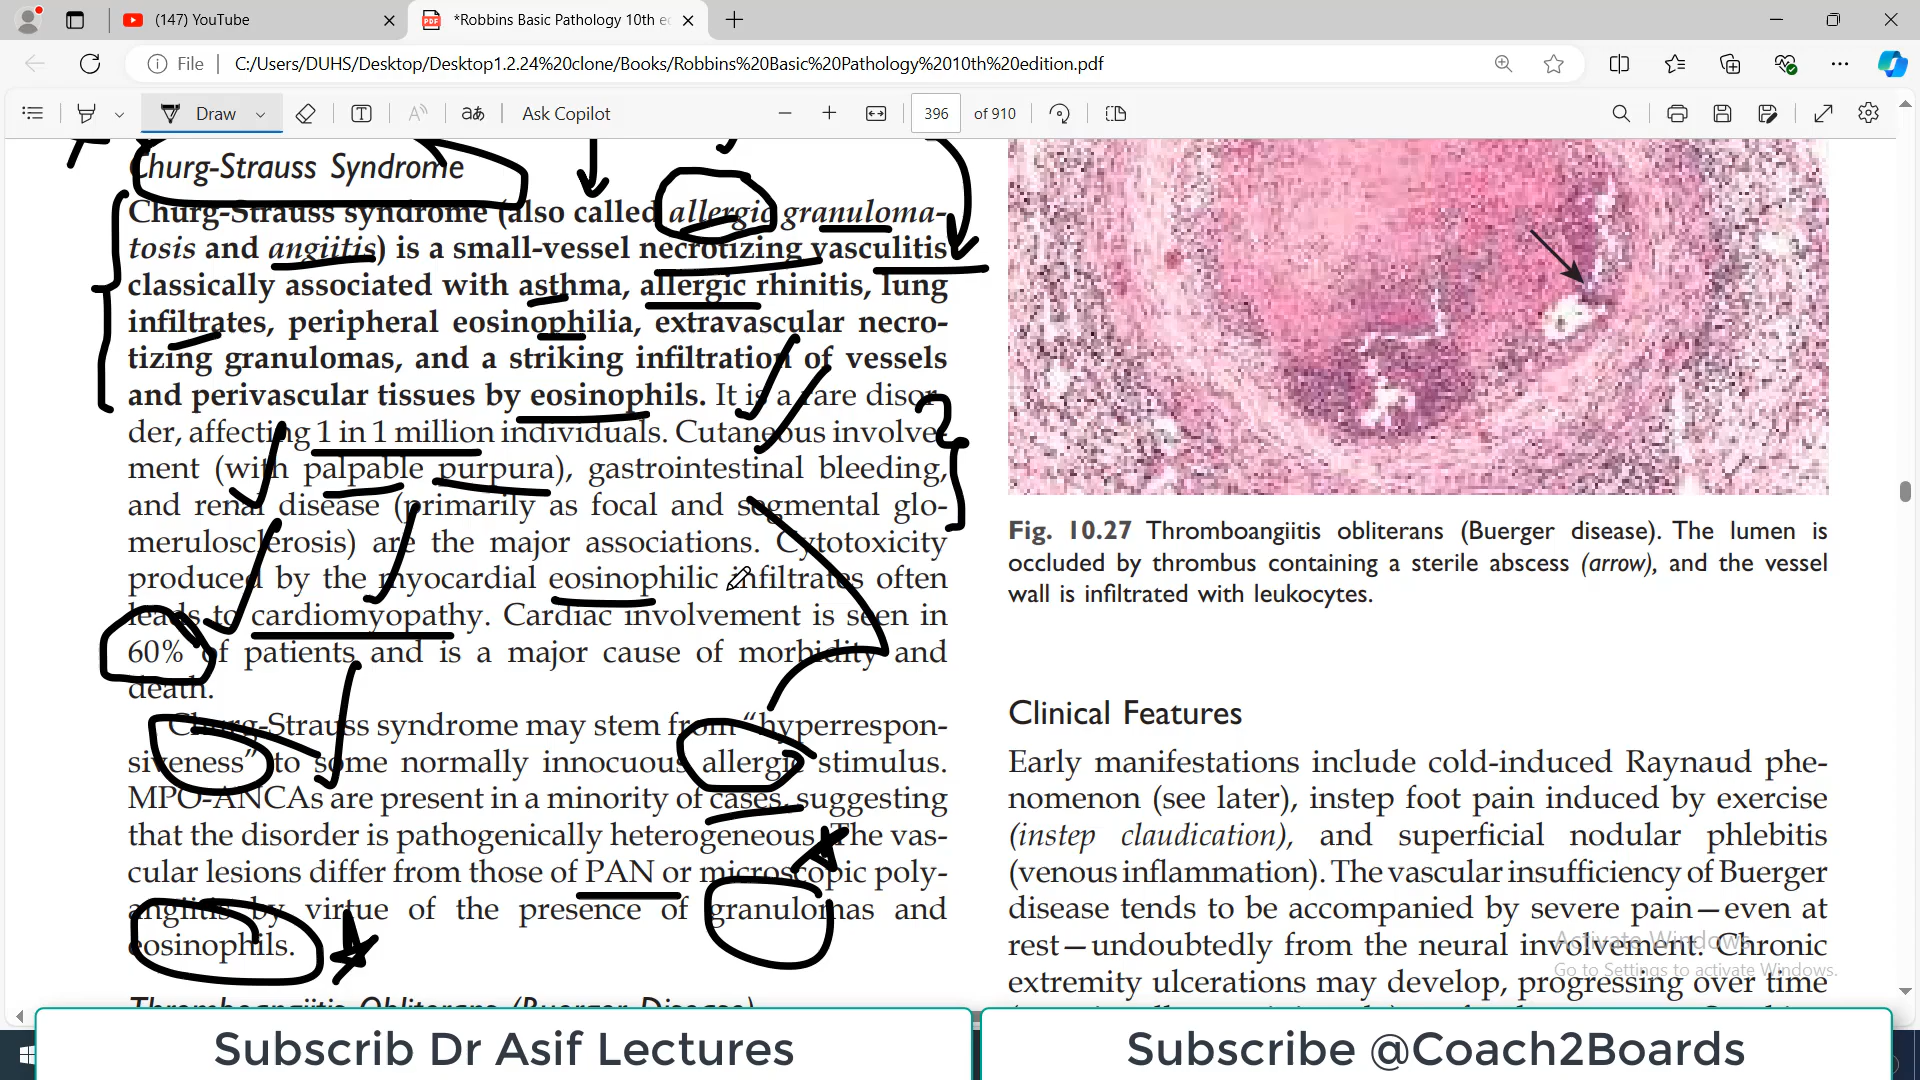 (147) YouTube
*Robbins Basic Pathology 10th e
File
C:/Users/DUHS/Desktop/Desktop1.2.24%20clone/Books/Robbins%20Basic%20Pathology%2010th%20edition.pdf
Draw
T
aあ
Ask Copilot
396
of 910
Churg-Strauss Syndrome
Churg-Strauss syndrome (also called allergic granuloma-
tosis and angiitis) is a small-vessel necrotizing vasculitis
classically associated with asthma, allergic rhinitis, lung
infiltrates, peripheral eosinophilia, extravascular necro-
tizing granulomas, and a striking infiltration of vessels
and perivascular tissues by eosinophils. It is a rare disor-
der, affecting 1 in 1 million individuals. Cutaneous involve-
ment (with palpable purpura), gastrointestinal bleeding,
and renal disease (primarily as focal and segmental glo-
merulosclerosis) are the major associations. Cytotoxicity
produced by the myocardial eosinophilic infiltrates often
leads to cardiomyopathy. Cardiac involvement is seen in
60% of patients and is a major cause of morbidity and
death.
Churg-Strauss syndrome may stem from “hyperrespon-
siveness” to some normally innocuous allergic stimulus.
MPO-ANCAs are present in a minority of cases, suggesting
that the disorder is pathogenically heterogeneous. The vas-
cular lesions differ from those of PAN or microscopic poly-
angiitis by virtue of the presence of granulomas and
eosinophils.
Thromboangiitis Obliterans (Buerger Disease)
Fig. 10.27 Thromboangiitis obliterans (Buerger disease). The lumen is
occluded by thrombus containing a sterile abscess (arrow), and the vessel
wall is infiltrated with leukocytes.
Clinical Features
Early manifestations include cold-induced Raynaud phe-
nomenon (see later), instep foot pain induced by exercise
(instep claudication), and superficial nodular phlebitis
(venous inflammation). The vascular insufficiency of Buerger
disease tends to be accompanied by severe pain—even at
rest—undoubtedly from the neural involvement. Chronic
extremity ulcerations may develop, progressing over time
Activate Windows
Go to Settings to activate Windows.
Subscrib Dr Asif Lectures
Subscribe @Coach2Boards